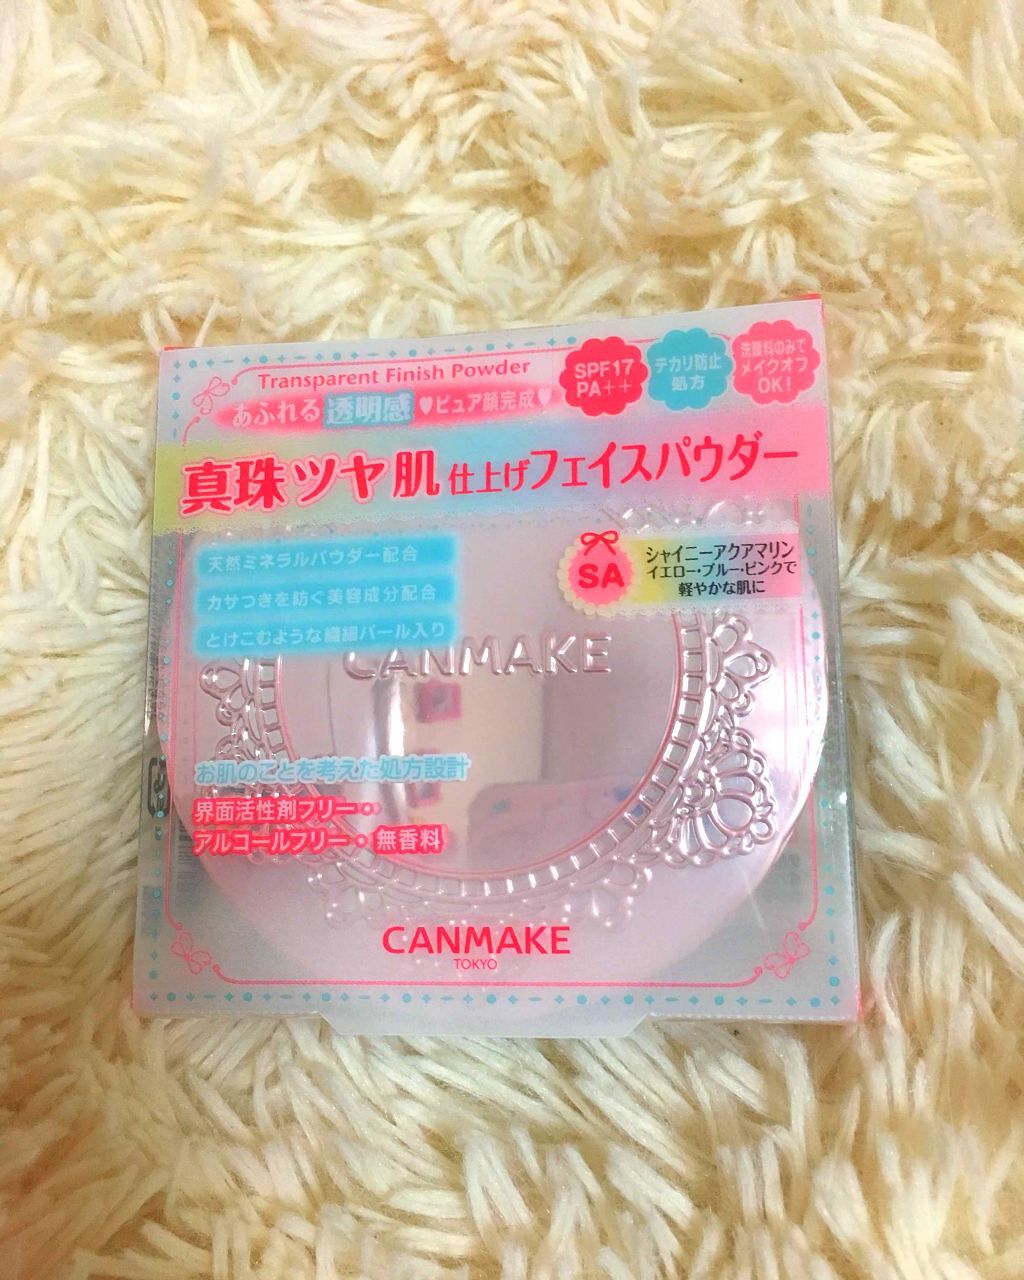 Transparent Finish Powder
あふれる透明感♥ピュア顔完成♥
SPF17
PA++
テカリ防止
処方
洗顔料のみで
メイクオフ
OK!
真珠ツヤ肌仕上げフェイスパウダー
天然ミネラルパウダー配合
カサつきを防ぐ美容成分配合
とけこむような繊細パール入り
SA
シャイニーアクアマリン
イエロー・ブルー・ピンクで
軽やかな肌に
CANMAKE
お肌のことを考えた処方設計
界面活性剤フリー・
アルコールフリー・無香料
CANMAKE
TOKYO